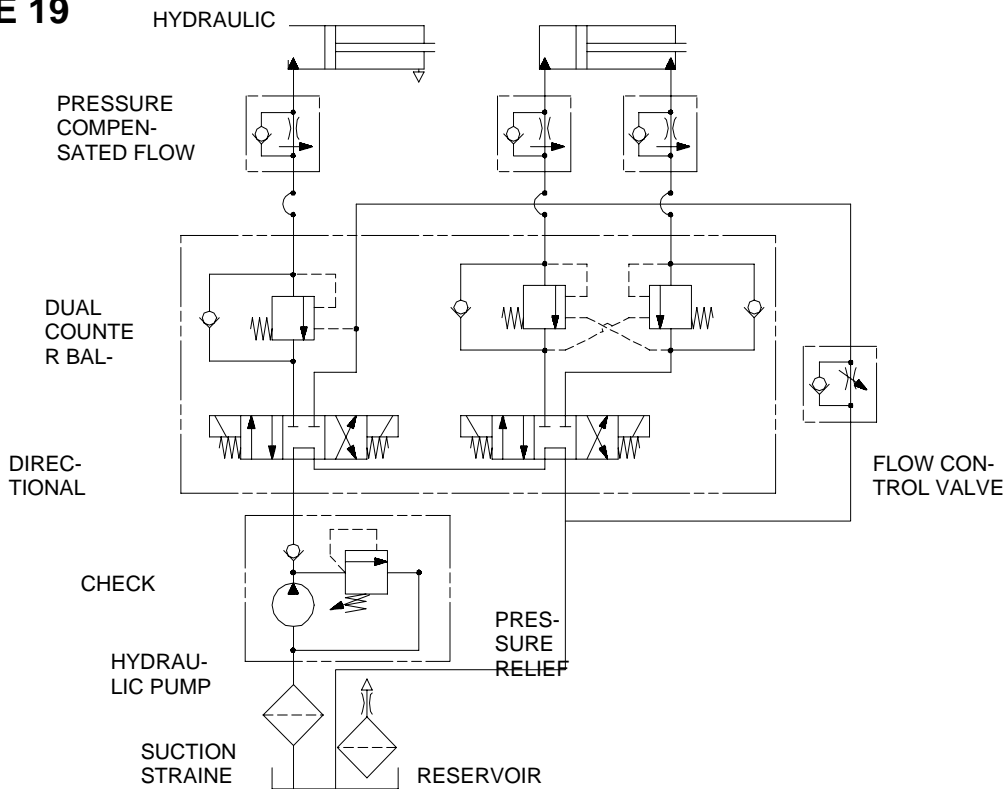 E 19
HYDRAULIC
PRESSURE
COMPEN-
SATED FLOW
DUAL
COUNTE
R BAL-
DIREC-
TIONAL
FLOW CON-
TROL VALVE
CHECK
PRES-
SURE
RELIEF
HYDRAU-
LIC PUMP
SUCTION
STRAINE
RESERVOIR